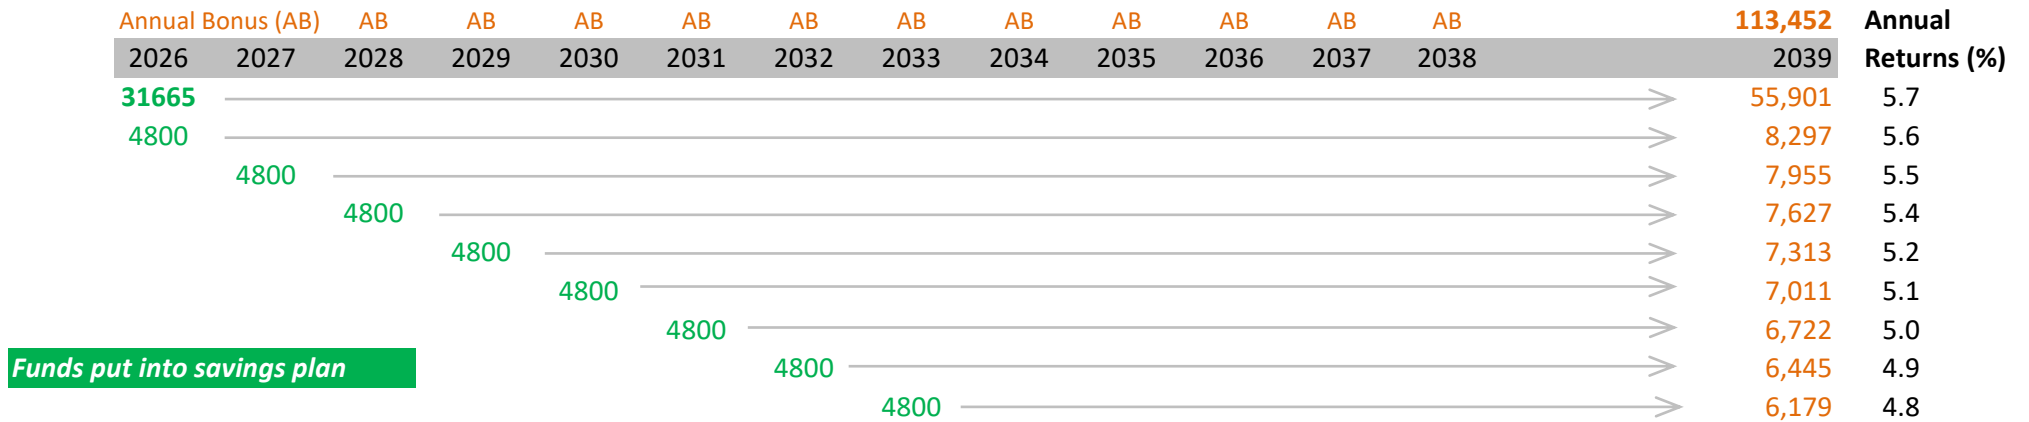 Annual Bonus (AB) AB AB AB AB AB AB AB AB AB AB AB 113,452 Annual
2026 2027 2028 2029 2030 2031 2032 2033 2034 2035 2036 2037 2038 2039 Returns (%)
31665 55,901 5.7
4800 8,297 5.6
4800 7,955 5.5
4800 7,627 5.4
4800 7,313 5.2
4800 7,011 5.1
4800 6,722 5.0
Funds put into savings plan 4800 6,445 4.9
4800 6,179 4.8